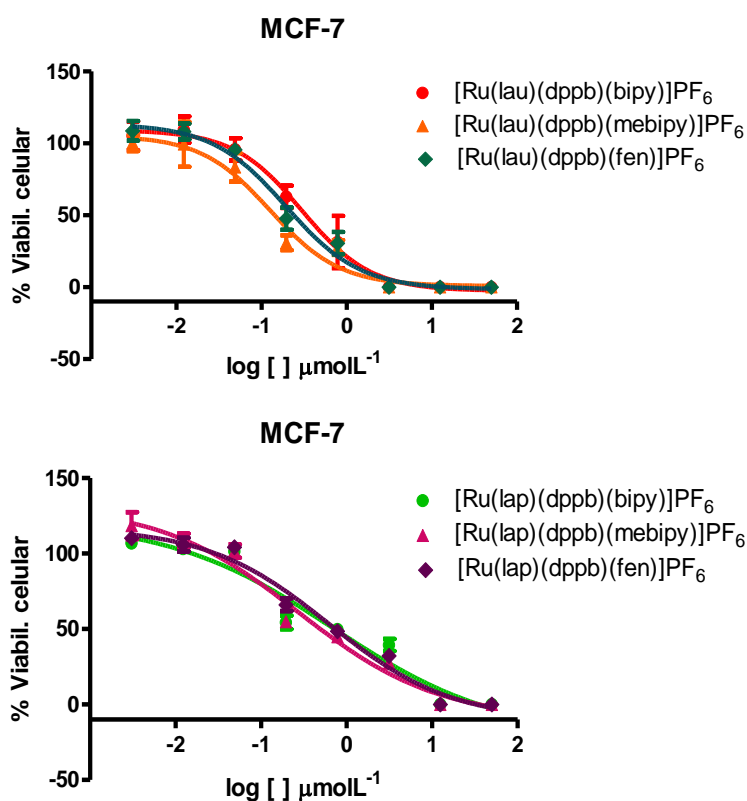 MCF-7
150
100
50
0
-50
-2
-1
0
1
2
% Viabil. celular
log [ ] μmolL⁻¹
[Ru(lau)(dppb)(bipy)]PF₆
[Ru(lau)(dppb)(mebipy)]PF₆
[Ru(lau)(dppb)(fen)]PF₆
MCF-7
150
100
50
0
-50
-2
-1
0
1
2
% Viabil. celular
log [ ] μmolL⁻¹
[Ru(lap)(dppb)(bipy)]PF₆
[Ru(lap)(dppb)(mebipy)]PF₆
[Ru(lap)(dppb)(fen)]PF₆